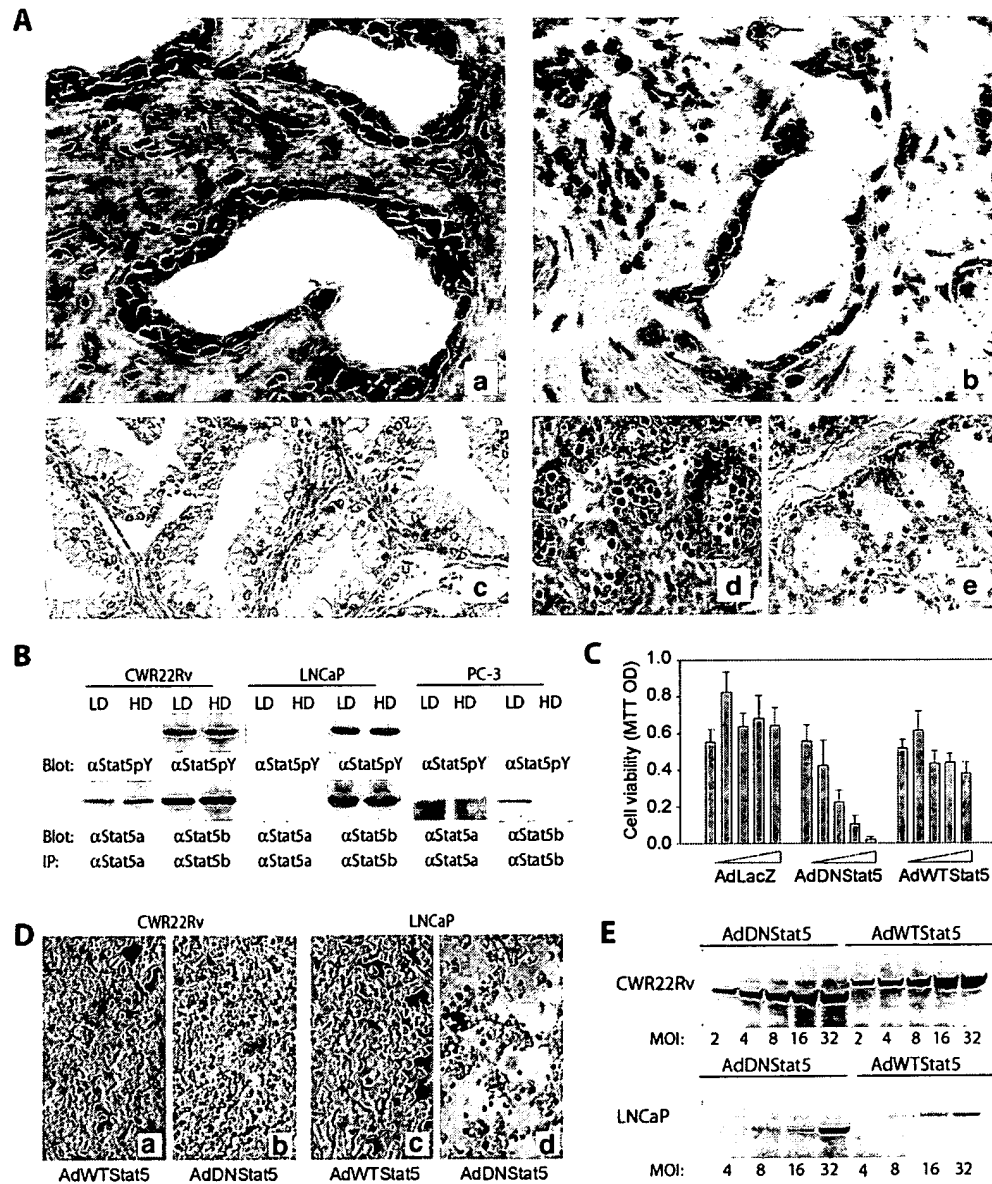 A
a
b
c
d
e
B
CWR22Rv LNCaP PC-3
LD HD LD HD LD HD LD HD LD HD LD HD
Blot: αStat5pY αStat5pY αStat5pY αStat5pY αStat5pY αStat5pY
Blot: αStat5a αStat5b αStat5a αStat5b αStat5a αStat5b
IP: αStat5a αStat5b αStat5a αStat5b αStat5a αStat5b
C
Cell viability (MTT OD)
1.0
0.8
0.6
0.4
0.2
0.0
AdLacZ AdDNStat5 AdWTStat5
D
CWR22Rv LNCaP
a b c d
AdWTStat5 AdDNStat5 AdWTStat5 AdDNStat5
E
AdDNStat5 AdWTStat5
CWR22Rv
MOI: 2 4 8 16 32 2 4 8 16 32
AdDNStat5 AdWTStat5
LNCaP
MOI: 4 8 16 32 4 8 16 32